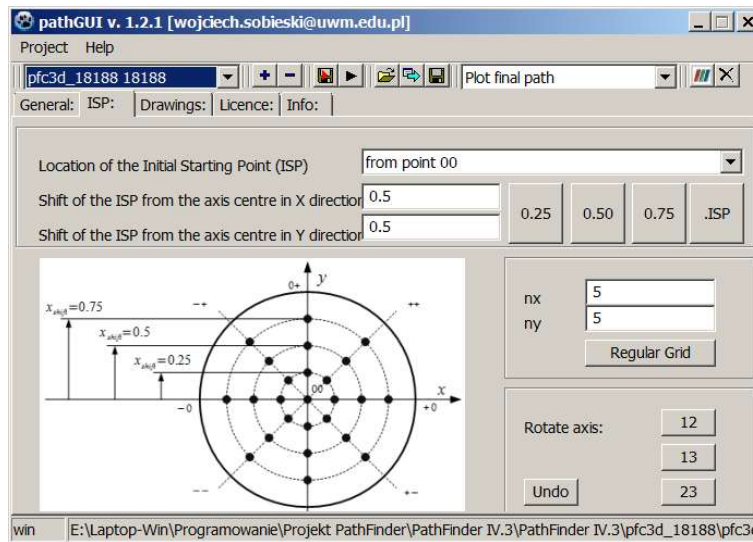 pathGUI v. 1.2.1 [wojciech.sobieski@uwm.edu.pl]
Project Help
pfc3d_18188 18188
Plot final path
General: ISP: Drawings: Licence: Info:
Location of the Initial Starting Point (ISP)
from point 00
Shift of the ISP from the axis centre in X direction
0.5
Shift of the ISP from the axis centre in Y direction
0.5
0.25 0.50 0.75 .ISP
0+ y
-+ ++
x_shift=0.75
x_shift=0.5
x_shift=0.25
00 x
-0 +0
-- +-
nx 5
ny 5
Regular Grid
Rotate axis: 12
13
Undo 23
win E:\Laptop-Win\Programowanie\Projekt PathFinder\PathFinder IV.3\PathFinder IV.3\pfc3d_18188\pfc3d